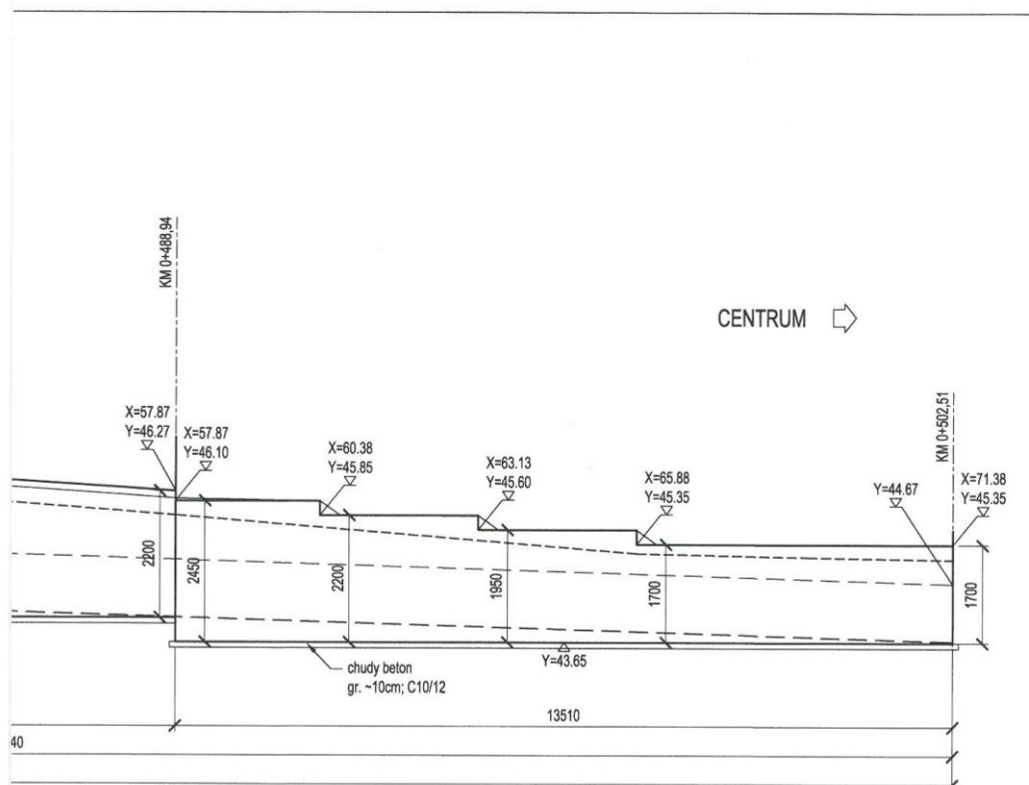 KM 0+488,94
CENTRUM
KM 0+502,51
X=57.87
Y=46.27
X=57.87
Y=46.10
X=60.38
Y=45.85
X=63.13
Y=45.60
X=65.88
Y=45.35
Y=44.67
X=71.38
Y=45.35
2200
2450
2200
1950
1700
1700
Y=43.65
chudy beton
gr. ~10cm; C10/12
13510
40